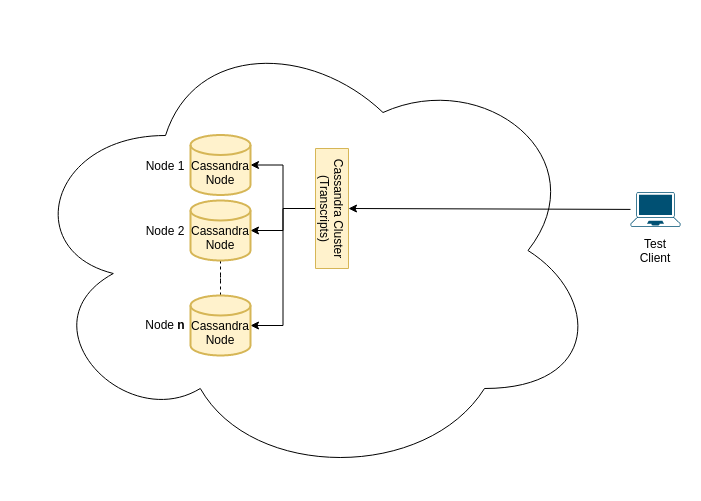 Node 1
Cassandra
Node
Node 2
Cassandra
Node
Node n
Cassandra
Node
Cassandra Cluster
(Transcripts)
Test
Client